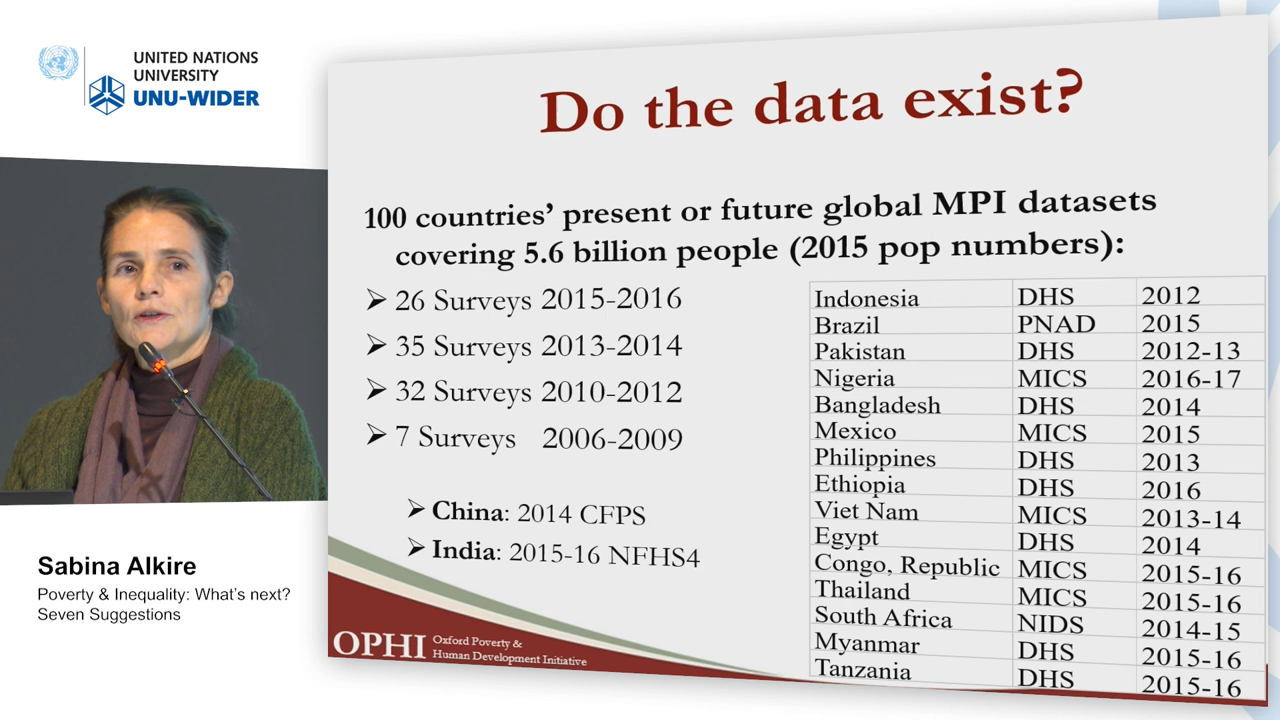 UNITED NATIONS
UNIVERSITY
UNU-WIDER
Sabina Alkire
Poverty & Inequality: What's next?
Seven Suggestions
Do the data exist?
100 countries' present or future global MPI datasets
covering 5.6 billion people (2015 pop numbers):
➢ 26 Surveys 2015-2016
➢ 35 Surveys 2013-2014
➢ 32 Surveys 2010-2012
➢ 7 Surveys 2006-2009
➢ China: 2014 CFPS
➢ India: 2015-16 NFHS4
Indonesia DHS 2012
Brazil PNAD 2015
Pakistan DHS 2012-13
Nigeria MICS 2016-17
Bangladesh DHS 2014
Mexico MICS 2015
Philippines DHS 2013
Ethiopia DHS 2016
Viet Nam MICS 2013-14
Egypt DHS 2014
Congo, Republic MICS 2015-16
Thailand MICS 2015-16
South Africa NIDS 2014-15
Myanmar DHS 2015-16
Tanzania DHS 2015-16
OPHI Oxford Poverty &
Human Development Initiative